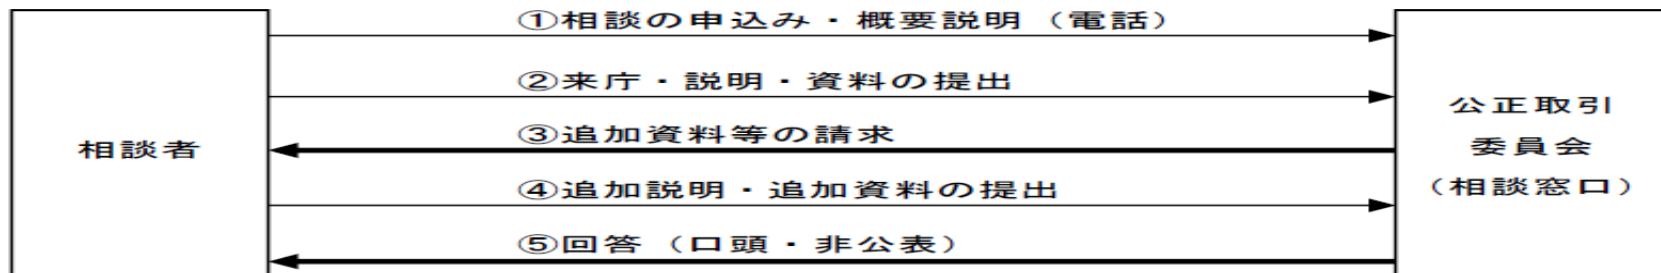 ①相談の申込み・概要説明（電話）
②来庁・説明・資料の提出
③追加資料等の請求
④追加説明・追加資料の提出
⑤回答（口頭・非公表）
相談者
公正取引
委員会
（相談窓口）